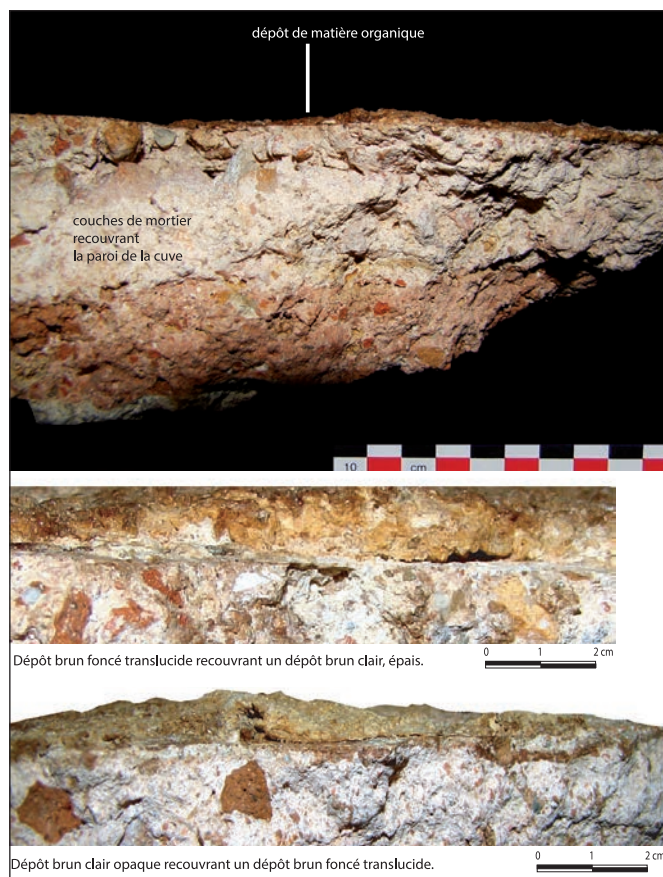 dépôt de matière organique
couches de mortier
recouvrant
la paroi de la cuve
10 cm
0 1 2 cm
Dépôt brun foncé translucide recouvrant un dépôt brun clair, épais.
0 1 2 cm
Dépôt brun clair opaque recouvrant un dépôt brun foncé translucide.